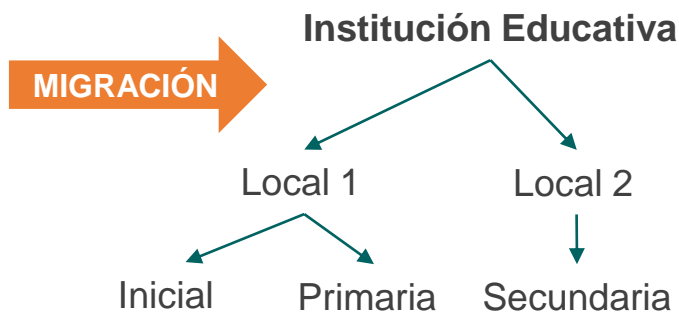 Institución Educativa
MIGRACIÓN
Local 1
Local 2
Inicial
Primaria
Secundaria